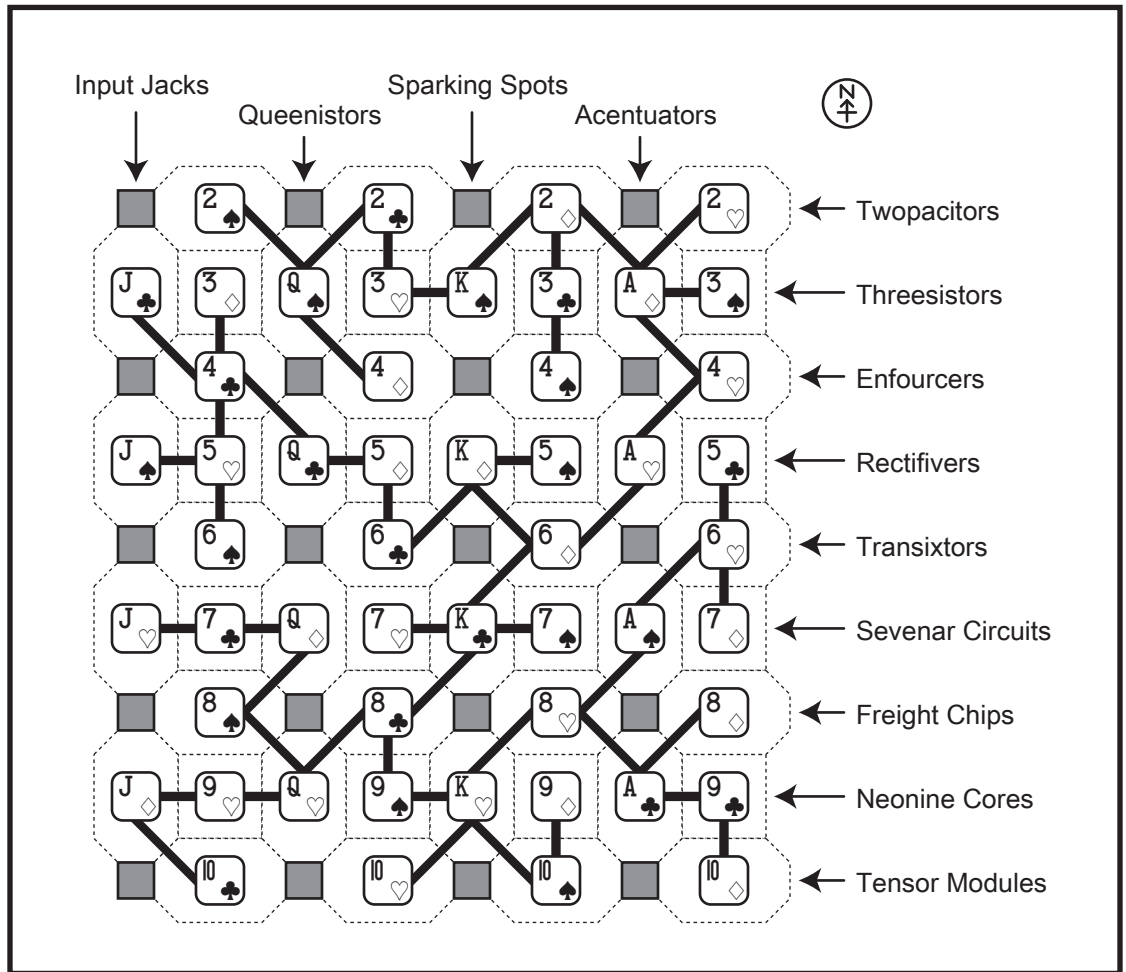 Input Jacks Sparking Spots
Queenistors Acentuators
N
2♠ 2♣ 2♢ 2♡ Twopacitors
J♣ 3♢ Q♠ 3♡ K♠ 3♣ A♢ 3♠ Threesistors
4♣ 4♢ 4♠ 4♡ Enfourcers
J♠ 5♡ Q♣ 5♢ K♢ 5♠ A♡ 5♣ Rectifivers
6♠ 6♣ 6♢ 6♡ Transixtors
J♡ 7♣ Q♢ 7♡ K♣ 7♠ A♠ 7♢ Sevenar Circuits
8♠ 8♣ 8♡ 8♢ Freight Chips
J♢ 9♡ Q♡ 9♠ K♡ 9♢ A♣ 9♣ Neonine Cores
10♣ 10♡ 10♠ 10♢ Tensor Modules